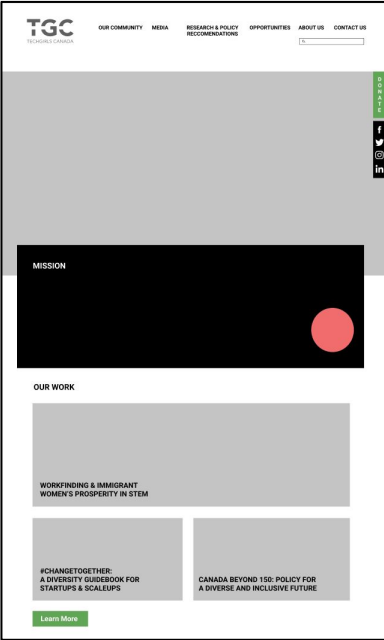 TGC
TECHGIRLS CANADA
OUR COMMUNITY
MEDIA
RESEARCH & POLICY
RECCOMENDATIONS
OPPORTUNITIES
ABOUT US
CONTACT US
DONATE
MISSION
OUR WORK
WORKFINDING & IMMIGRANT
WOMEN'S PROSPERITY IN STEM
#CHANGETOGETHER:
A DIVERSITY GUIDEBOOK FOR
STARTUPS & SCALEUPS
CANADA BEYOND 150: POLICY FOR
A DIVERSE AND INCLUSIVE FUTURE
Learn More